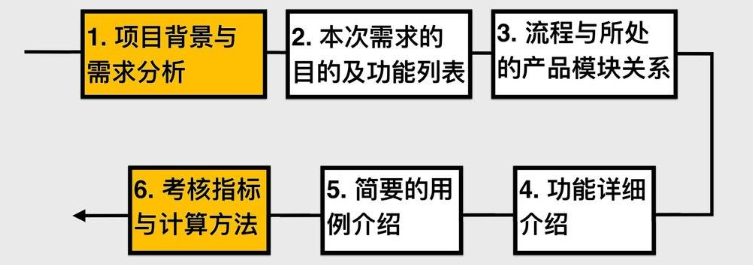 1. 项目背景与
需求分析
2. 本次需求的
目的及功能列表
3. 流程与所处
的产品模块关系
4. 功能详细
介绍
5. 简要的用
例介绍
6. 考核指标
与计算方法